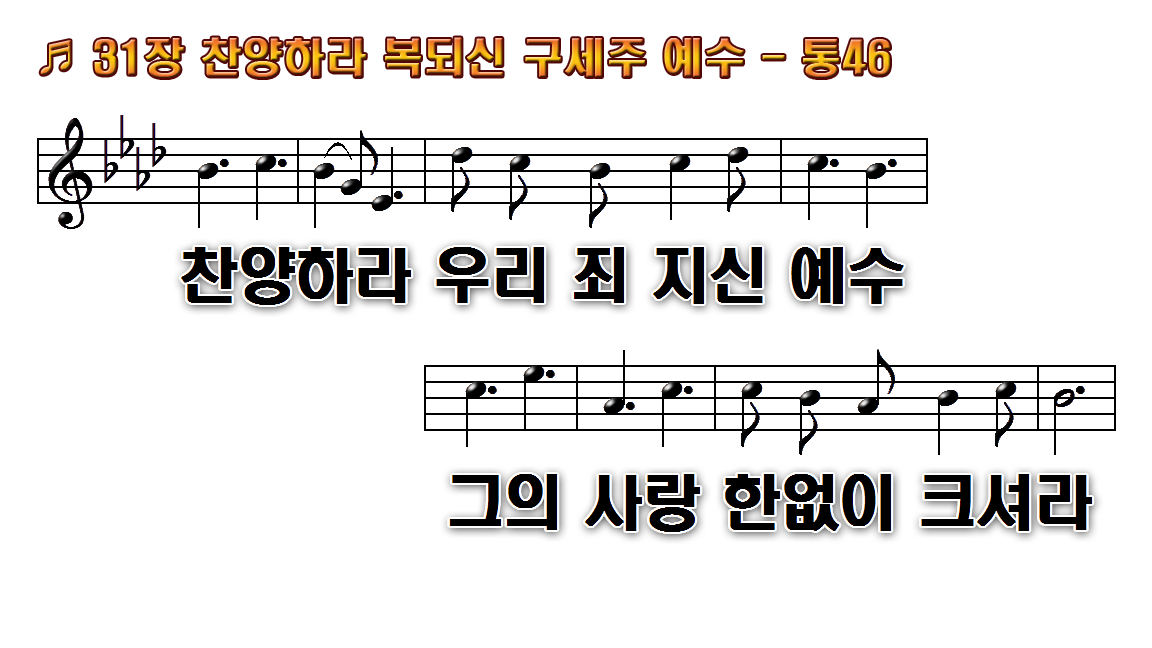 ♬ 31장 찬양하라 복되신 구세주 예수 - 통46
찬양하라 우리 죄 지신 예수
그의 사랑 한없이 크셔라